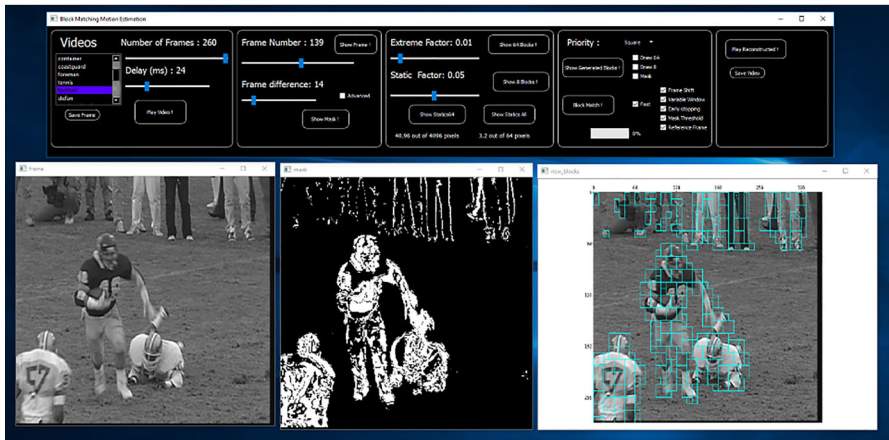 Block Matching Motion Estimation
Videos
container
coastguard
foreman
tennis
football
stefan
Save Frame
Number of Frames : 260
Delay (ms) : 24
Play Video !
Frame Number : 139
Show Frame !
Frame difference: 14
Advanced
Show Mask !
Extreme Factor: 0.01
Show 64 Blocks !
Static Factor: 0.05
Show 8 Blocks !
Show Statics64
Show Statics All
40.96 out of 4096 pixels
3.2 out of 64 pixels
Priority :
Square
Show Generated Blocks !
Draw 64
Draw 8
Mask
Block Match !
Fast
Frame Shift
Variable Window
Early stopping
Mask Threshold
Reference Frame
0%
Play Reconstructed !
Save Video
frame
mask
new_blocks
0
64
128
192
256
320
64
128
192
256
57